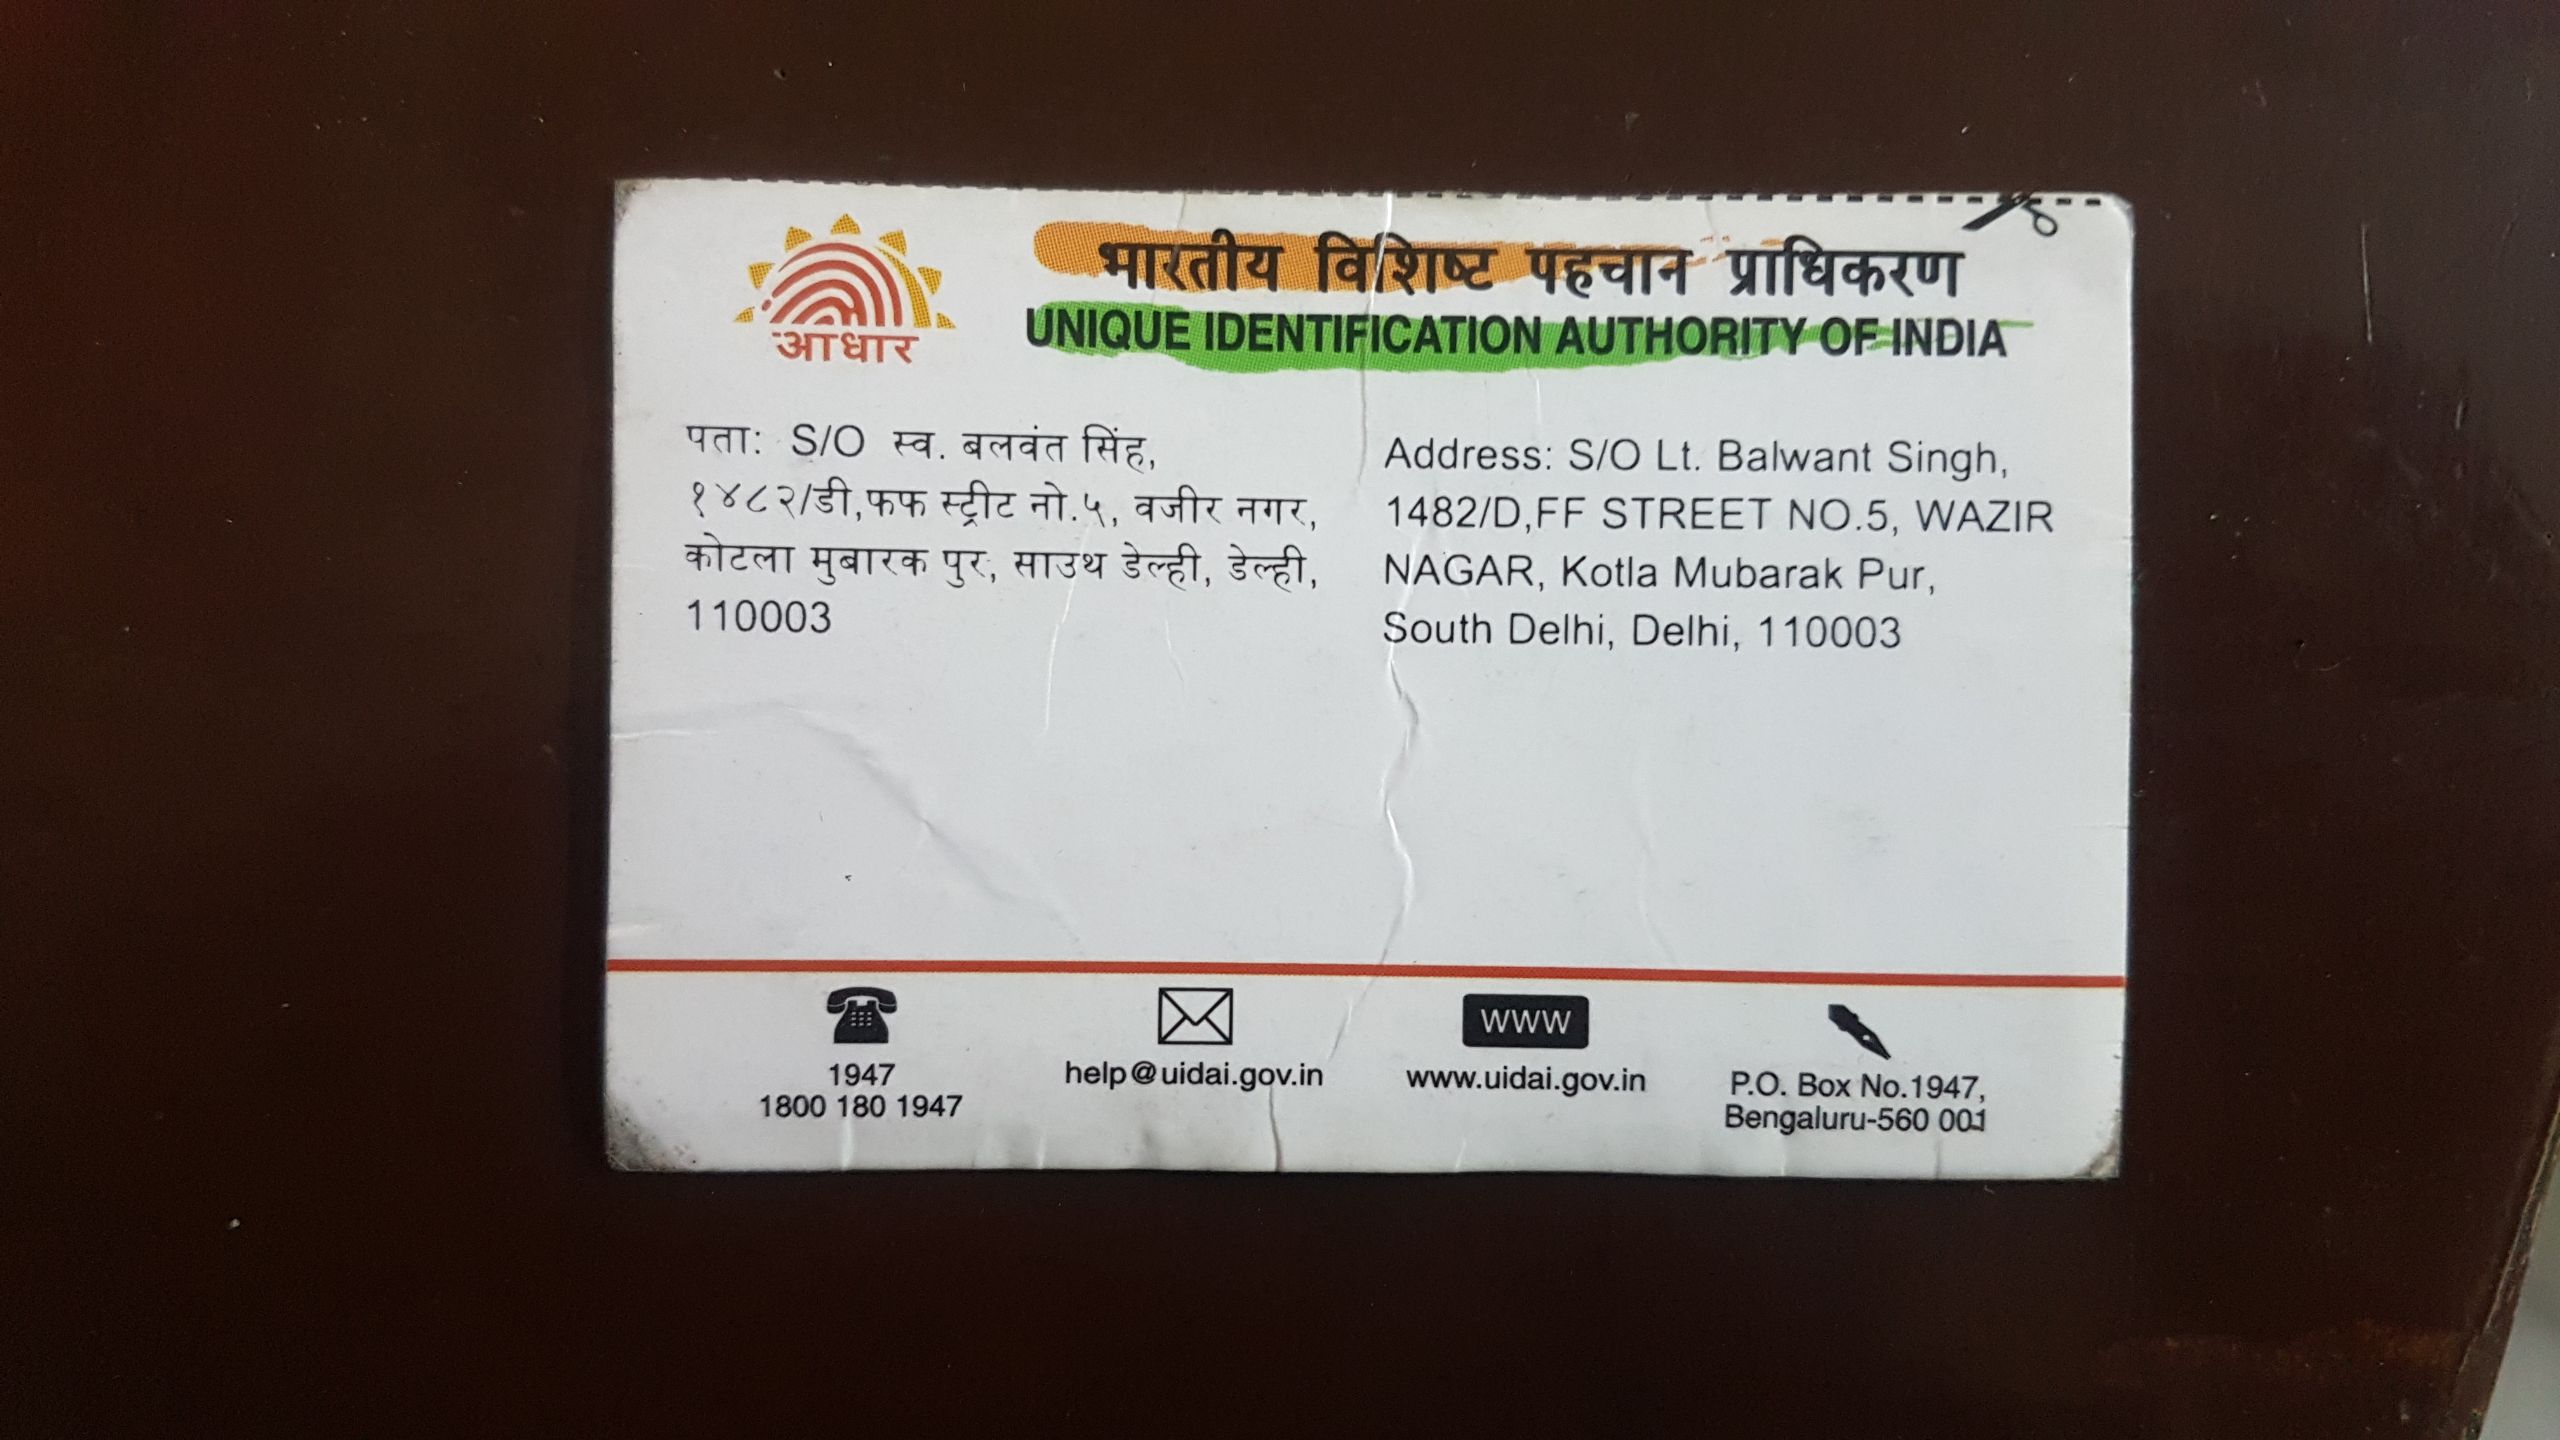 आधार
भारतीय विशिष्ट पहचान प्राधिकरण
UNIQUE IDENTIFICATION AUTHORITY OF INDIA
पता: S/O स्व. बलवंत सिंह,
१४८२/डी,फफ स्ट्रीट नो.५, वजीर नगर,
कोटला मुबारक पुर, साउथ डेल्ही, डेल्ही,
110003
Address: S/O Lt. Balwant Singh,
1482/D,FF STREET NO.5, WAZIR
NAGAR, Kotla Mubarak Pur,
South Delhi, Delhi, 110003
1947
1800 180 1947
help@uidai.gov.in
WWW
www.uidai.gov.in
P.O. Box No.1947,
Bengaluru-560 001